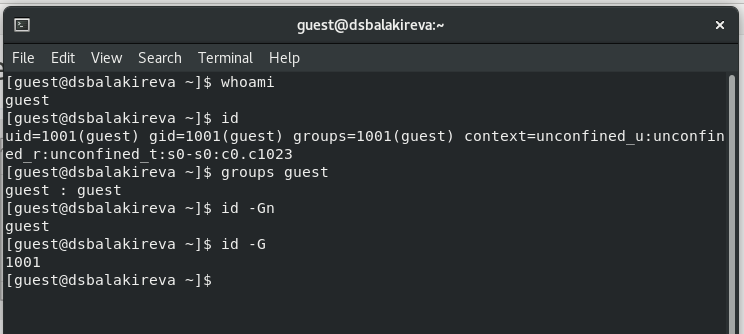 guest@dsbalakireva:~
File Edit View Search Terminal Help
[guest@dsbalakireva ~]$ whoami
guest
[guest@dsbalakireva ~]$ id
uid=1001(guest) gid=1001(guest) groups=1001(guest) context=unconfined_u:unconfin
ed_r:unconfined_t:s0-s0:c0.c1023
[guest@dsbalakireva ~]$ groups guest
guest : guest
[guest@dsbalakireva ~]$ id -Gn
guest
[guest@dsbalakireva ~]$ id -G
1001
[guest@dsbalakireva ~]$